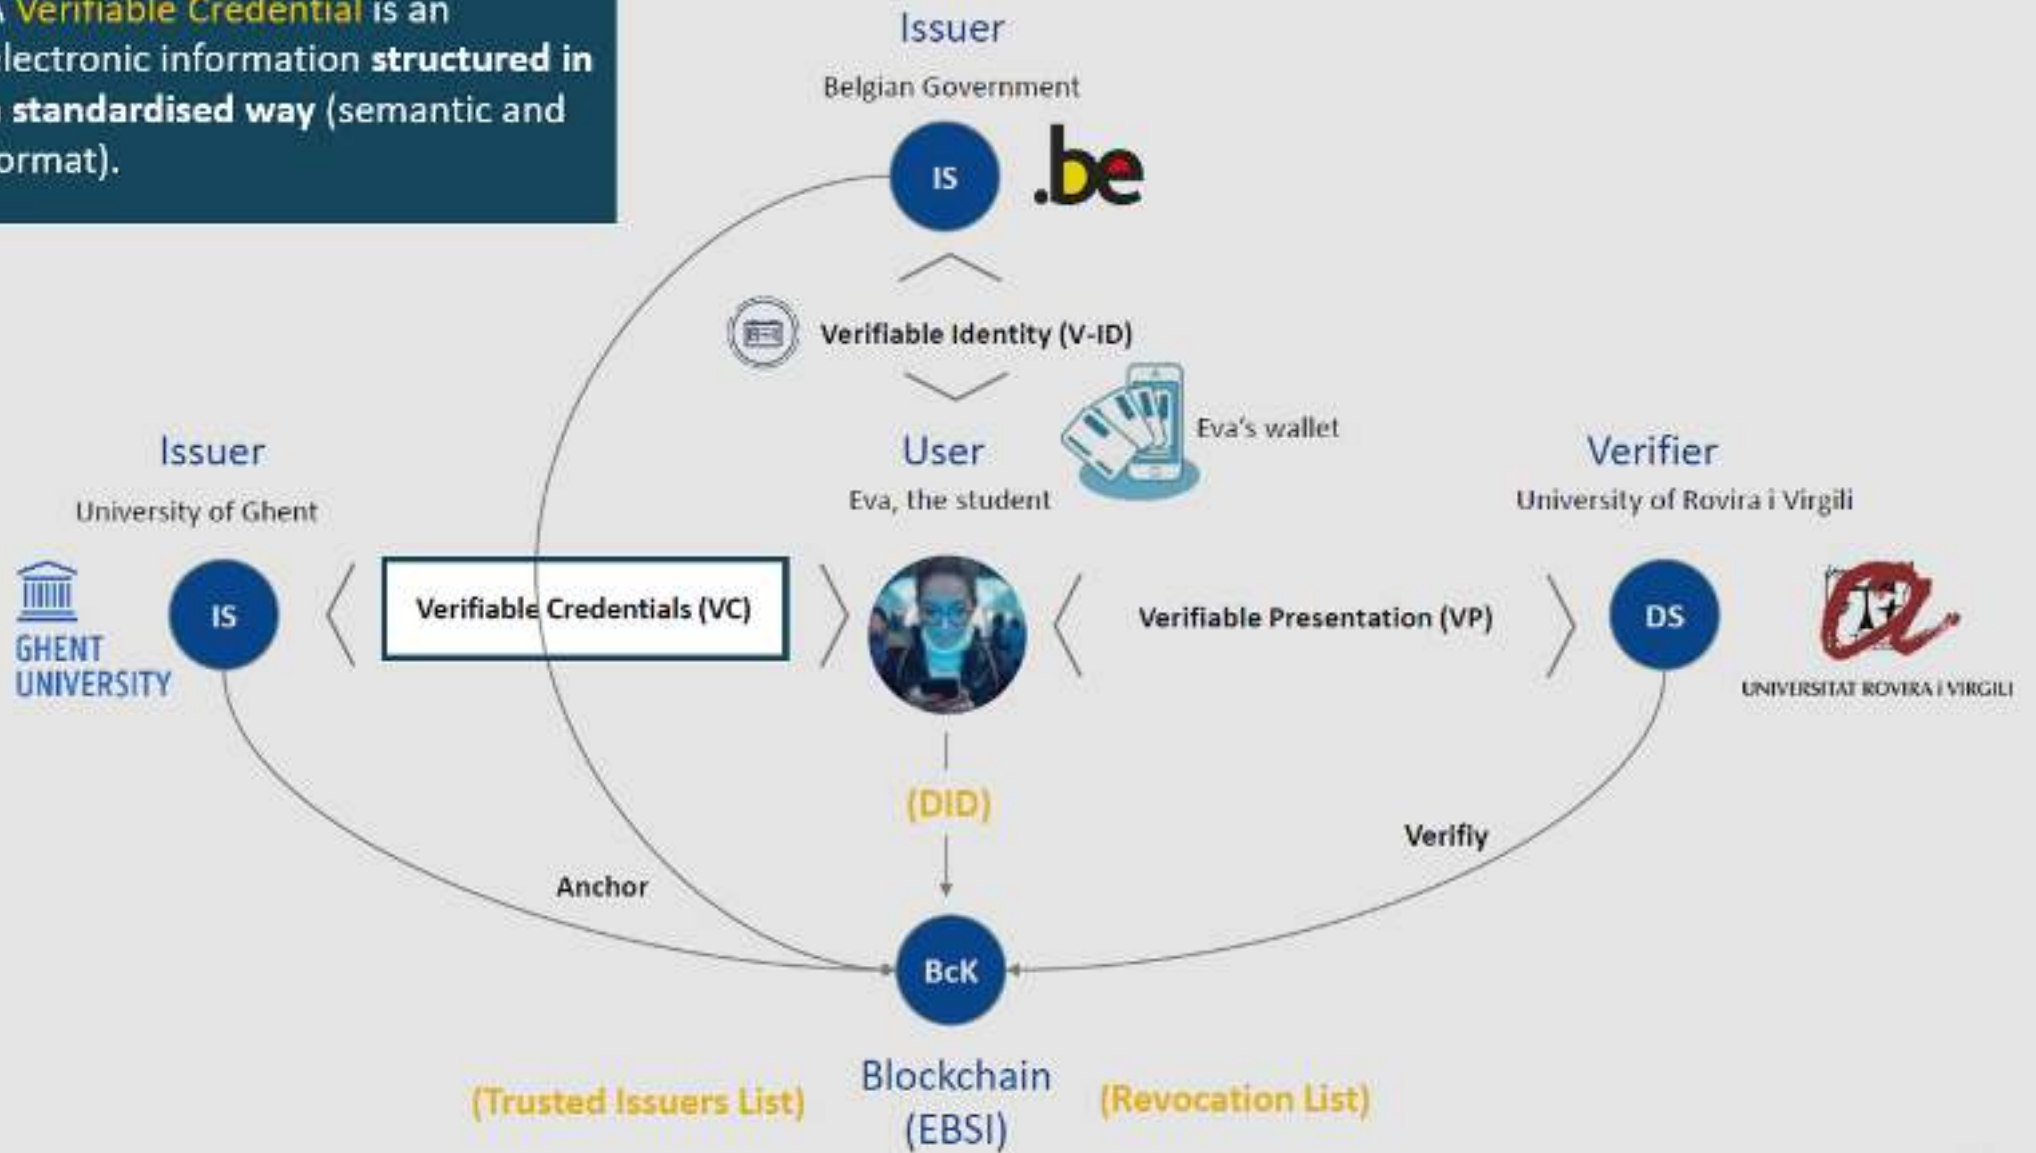 Verifiable Credential is an
electronic information structured in
standardised way (semantic and
format).
Issuer
Belgian Government
IS
.be
Verifiable Identity (V-ID)
Eva's wallet
Issuer
University of Ghent
IS
GHENT
UNIVERSITY
Verifiable Credentials (VC)
User
Eva, the student
Verifiable Presentation (VP)
Verifier
University of Rovira i Virgili
DS
UNIVERSITAT ROVIRA i VIRGILI
(DID)
Anchor
Verifiy
BcK
Blockchain
(EBSI)
(Trusted Issuers List)
(Revocation List)